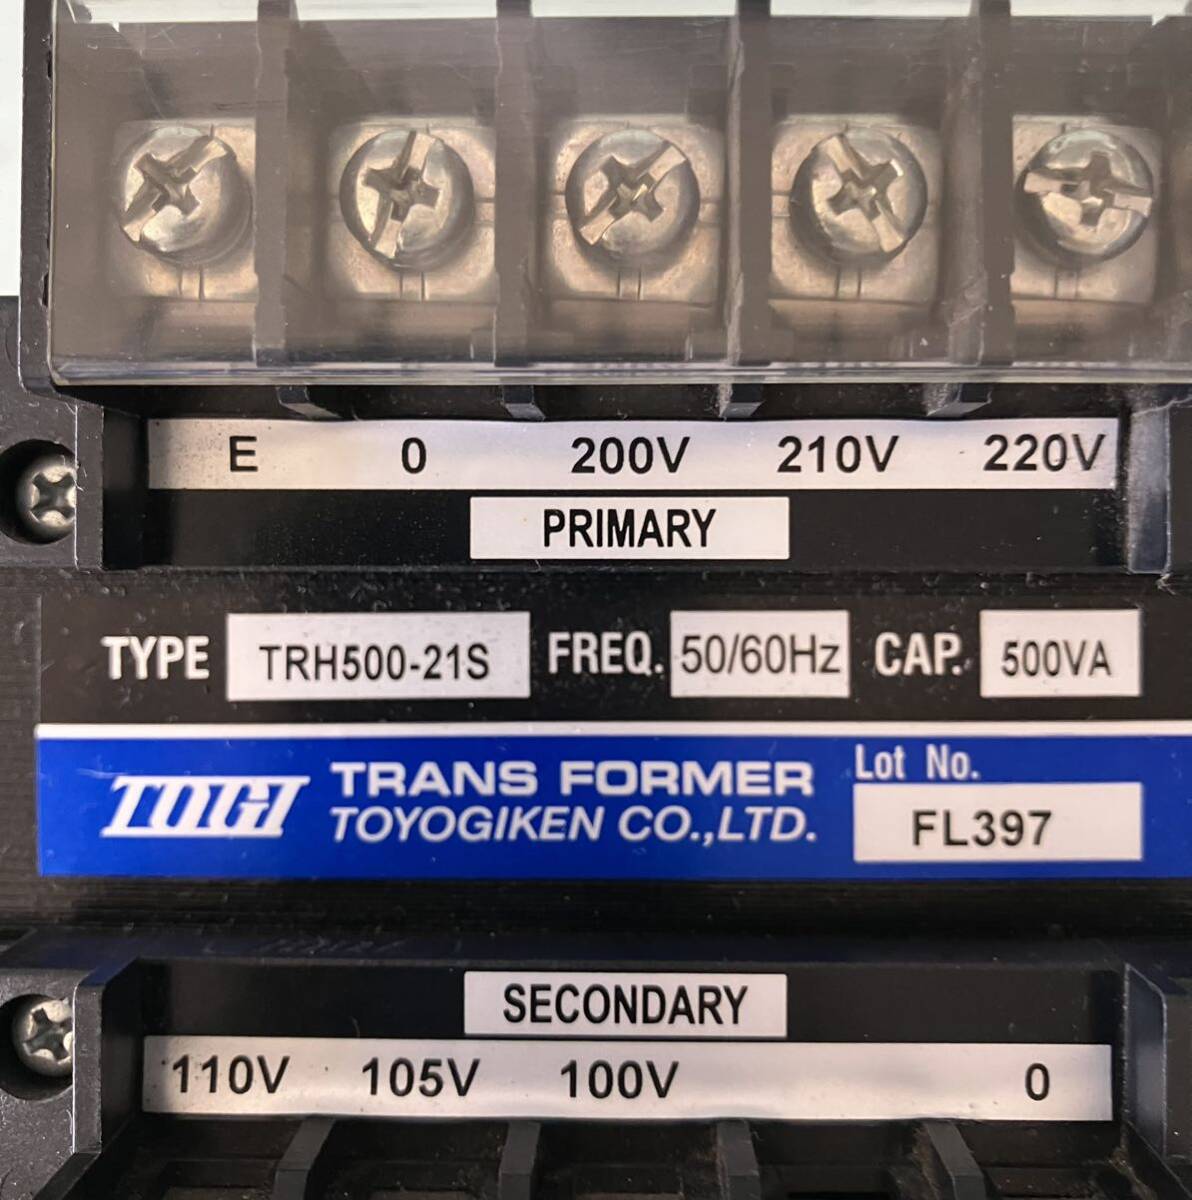 E 0 200V 210V 220V
PRIMARY
TYPE TRH500-21S FREQ. 50/60Hz CAP. 500VA
TOGI TRANS FORMER
TOYOGIKEN CO.,LTD.
Lot No.
FL397
SECONDARY
110V 105V 100V 0